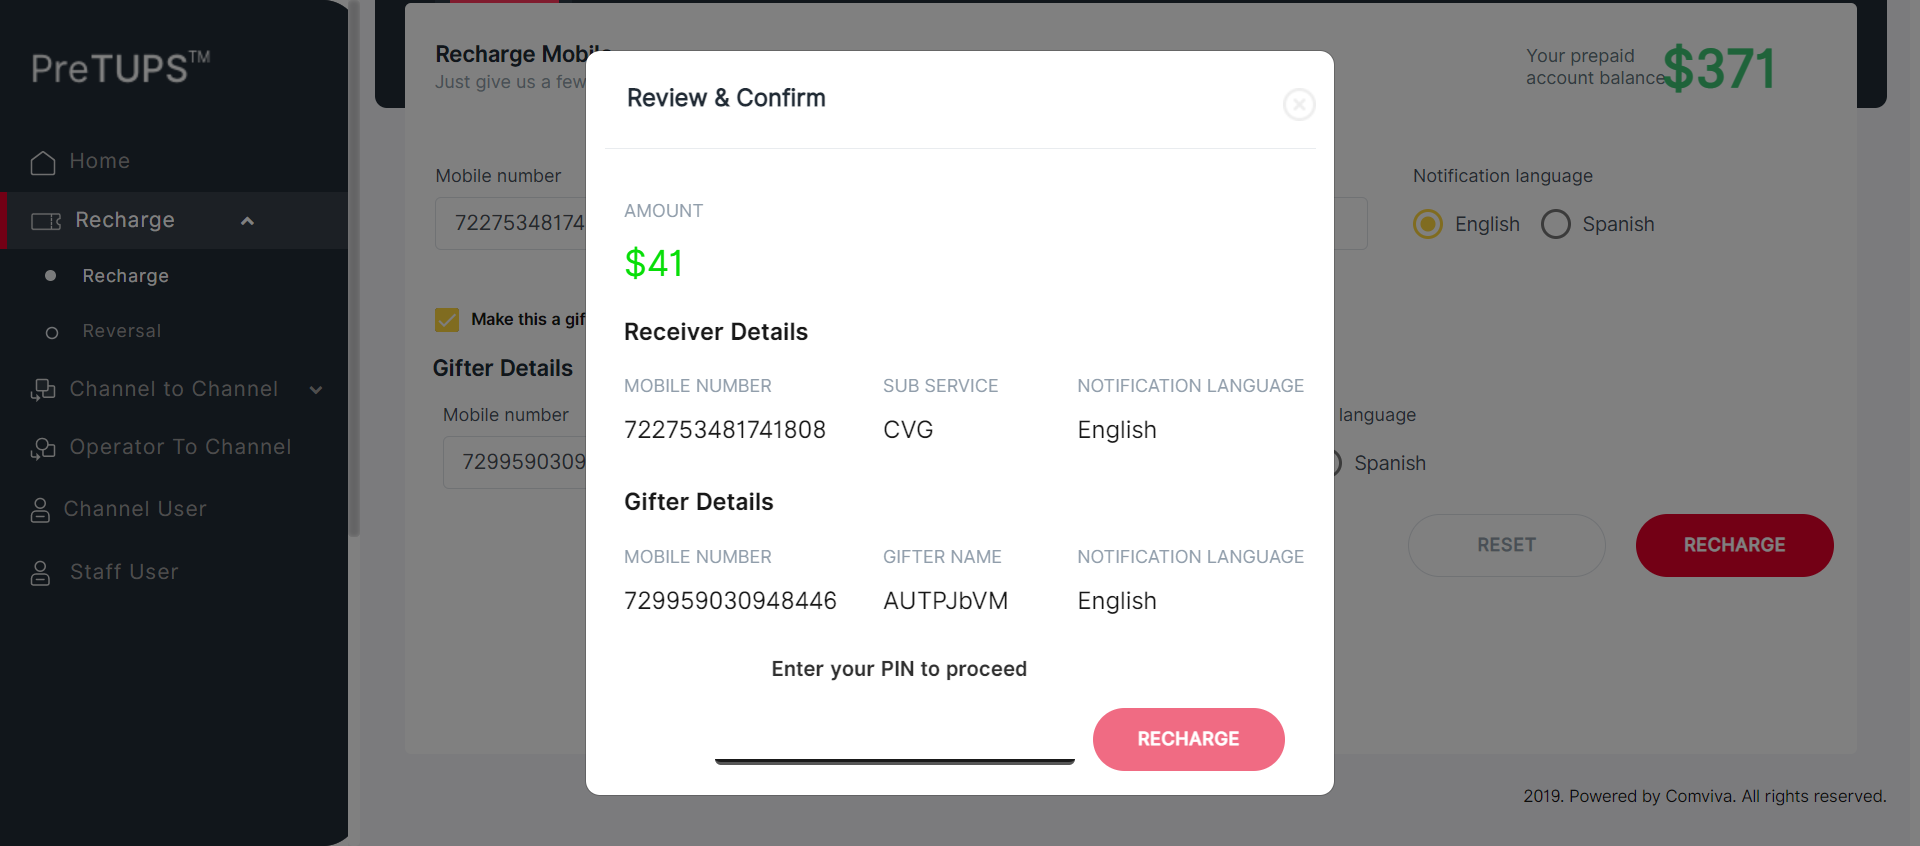 PreTUPS™
Home
Recharge
Recharge
Reversal
Channel to Channel
Operator To Channel
Channel User
Staff User
Recharge Mobile
Just give us a few
Your prepaid
account balance
$371
Mobile number
72275348174
Notification language
English
Spanish
Make this a gif
Gifter Details
Mobile number
7299590309
language
Spanish
RESET
RECHARGE
Review & Confirm
AMOUNT
$41
Receiver Details
MOBILE NUMBER SUB SERVICE NOTIFICATION LANGUAGE
722753481741808 CVG English
Gifter Details
MOBILE NUMBER GIFTER NAME NOTIFICATION LANGUAGE
729959030948446 AUTPJbVM English
Enter your PIN to proceed
RECHARGE
2019. Powered by Comviva. All rights reserved.